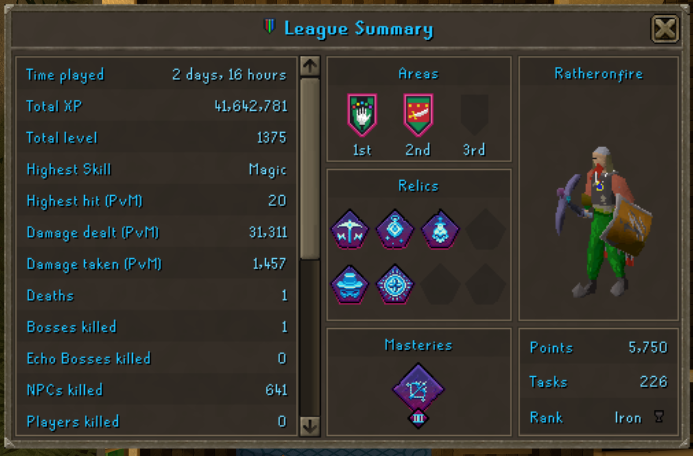 League Summary
Time played 2 days, 16 hours
Total XP 41,642,781
Total level 1375
Highest Skill Magic
Highest hit (PvM) 20
Damage dealt (PvM) 31,311
Damage taken (PvM) 1,457
Deaths 1
Bosses killed 1
Echo Bosses killed 0
NPCs killed 641
Players killed 0
Areas
1st 2nd 3rd
Relics
Masteries
III
Ratheronfire
Points 5,750
Tasks 226
Rank Iron